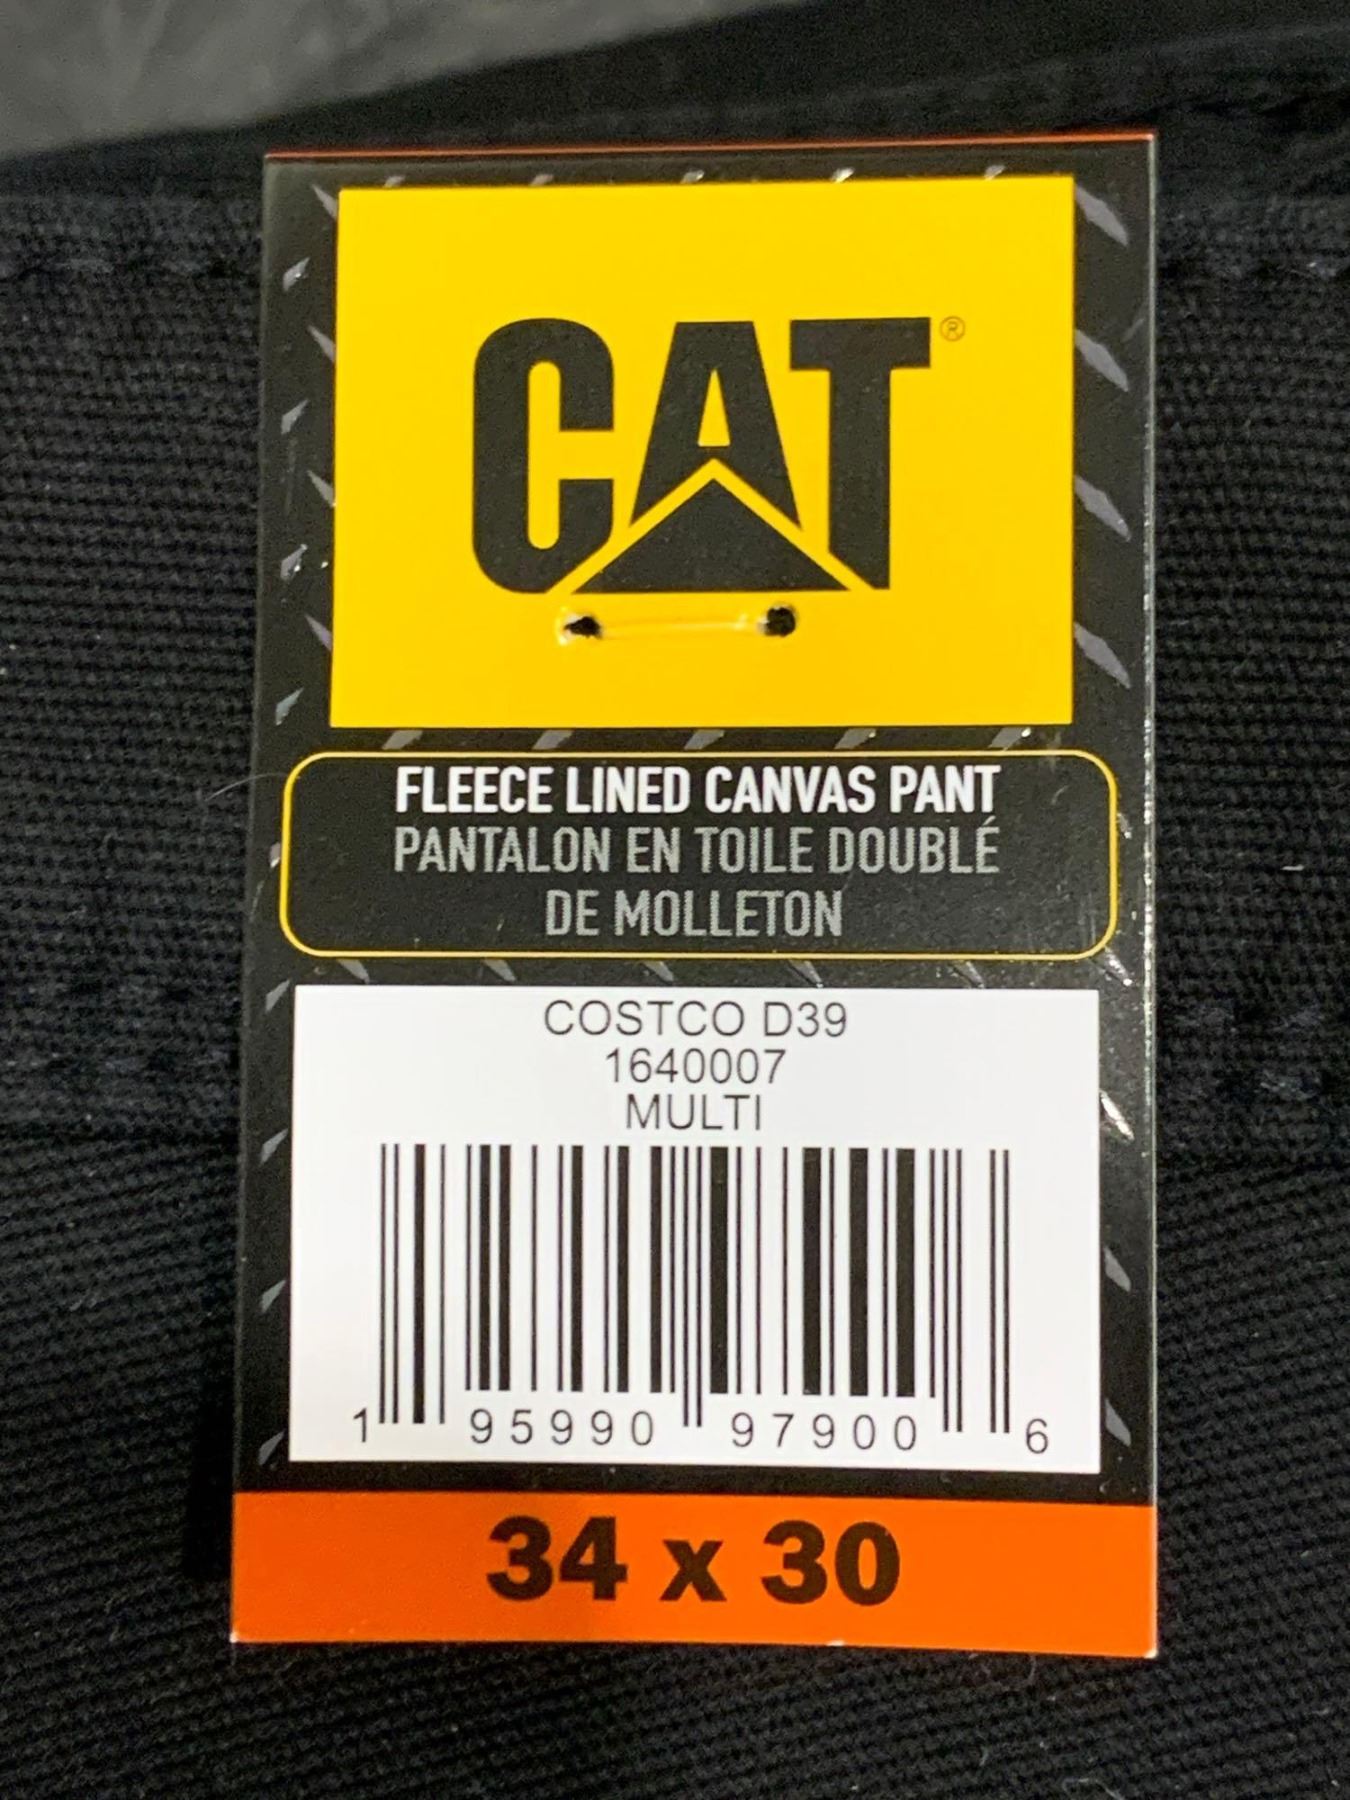 CAT®
FLEECE LINED CANVAS PANT
PANTALON EN TOILE DOUBLÉ
DE MOLLETON
COSTCO D39
1640007
MULTI
1 95990 97900 6
34 x 30